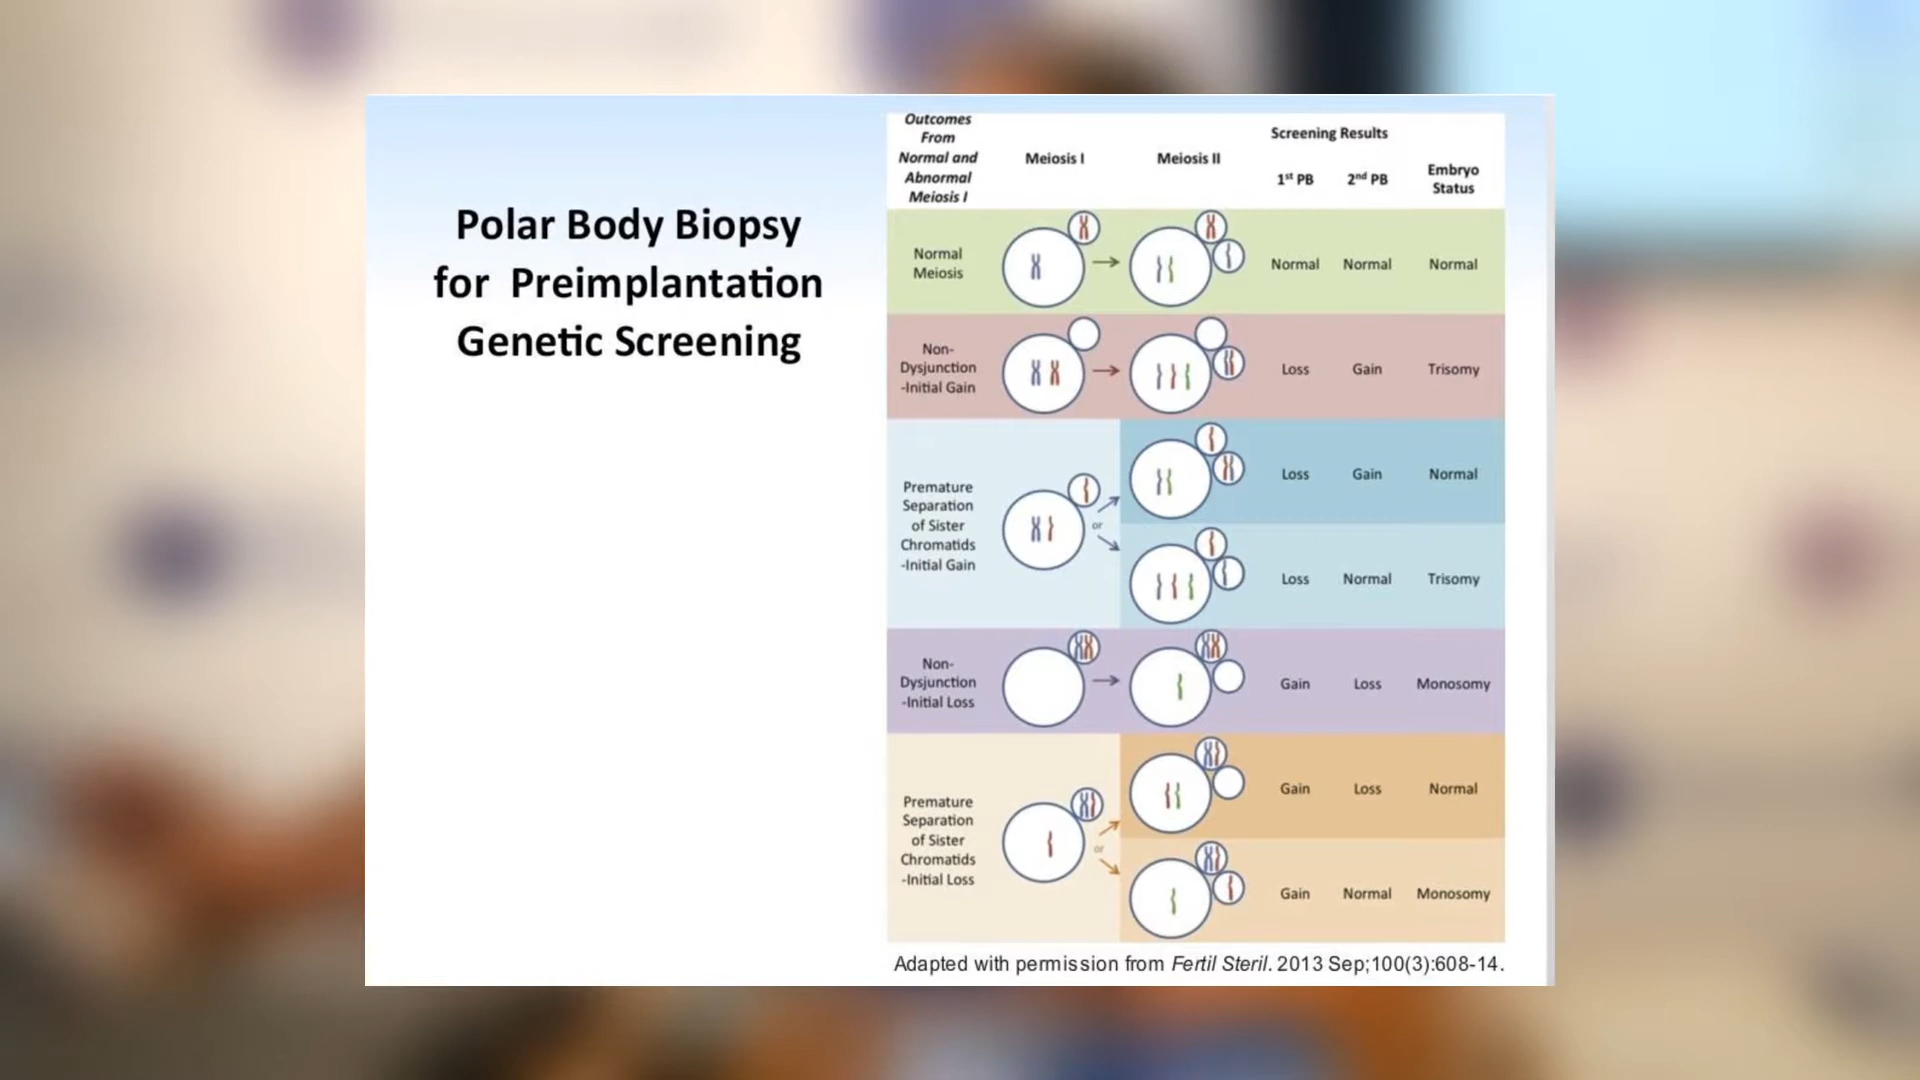 Polar Body Biopsy
for Preimplantation
Genetic Screening
Outcomes
From
Normal and
Abnormal
Meiosis I
Meiosis I
Meiosis II
Screening Results
1st PB
2nd PB
Embryo
Status
Normal
Meiosis
Normal
Normal
Normal
Non-
Dysjunction
-Initial Gain
Loss
Gain
Trisomy
Premature
Separation
of Sister
Chromatids
-Initial Gain
or
Loss
Gain
Normal
Loss
Normal
Trisomy
Non-
Dysjunction
-Initial Loss
Gain
Loss
Monosomy
Premature
Separation
of Sister
Chromatids
-Initial Loss
or
Gain
Loss
Normal
Gain
Normal
Monosomy
Adapted with permission from Fertil Steril. 2013 Sep;100(3):608-14.